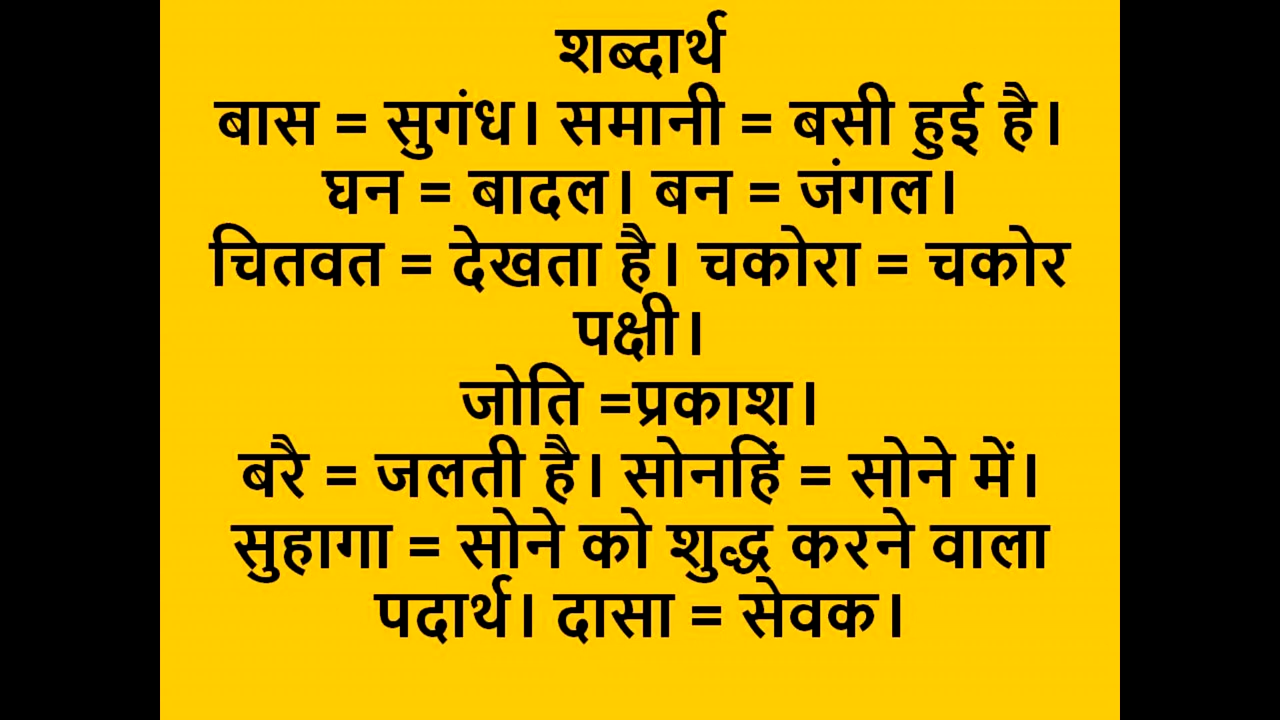 शब्दार्थ
बास = सुगंध। समानी = बसी हुई है।
घन = बादल। बन = जंगल।
चितवत = देखता है। चकोरा = चकोर
पक्षी।
जोति =प्रकाश।
बरै = जलती है। सोनहिं = सोने में।
सुहागा = सोने को शुद्ध करने वाला
पदार्थ। दासा = सेवक।